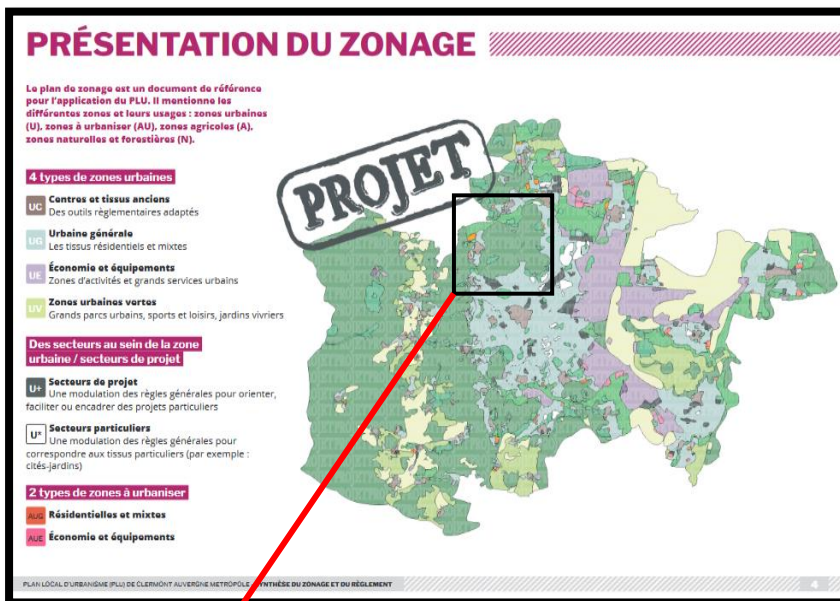 PRÉSENTATION DU ZONAGE
Le plan de zonage est un document de référence
pour l'application du PLU. Il mentionne les
différentes zones et leurs usages : zones urbaines
(U), zones à urbaniser (AU), zones agricoles (A),
zones naturelles et forestières (N).
PROJET
4 types de zones urbaines
UC Centres et tissus anciens
Des outils règlementaires adaptés
UG Urbaine générale
Les tissus résidentiels et mixtes
UE Économie et équipements
Zones d'activités et grands services urbains
UV Zones urbaines vertes
Grands parcs urbains, sports et loisirs, jardins vivriers
Des secteurs au sein de la zone
urbaine / secteurs de projet
U+ Secteurs de projet
Une modulation des règles générales pour orienter,
faciliter ou encadrer des projets particuliers
U* Secteurs particuliers
Une modulation des règles générales pour
correspondre aux tissus particuliers (par exemple :
cités-jardins)
2 types de zones à urbaniser
AUG Résidentielles et mixtes
AUE Économie et équipements
PLAN LOCAL D'URBANISME (PLU) DE CLERMONT AUVERGNE METROPOLE YNTHÈSE DU ZONAGE ET DU RÈGLEMENT
4